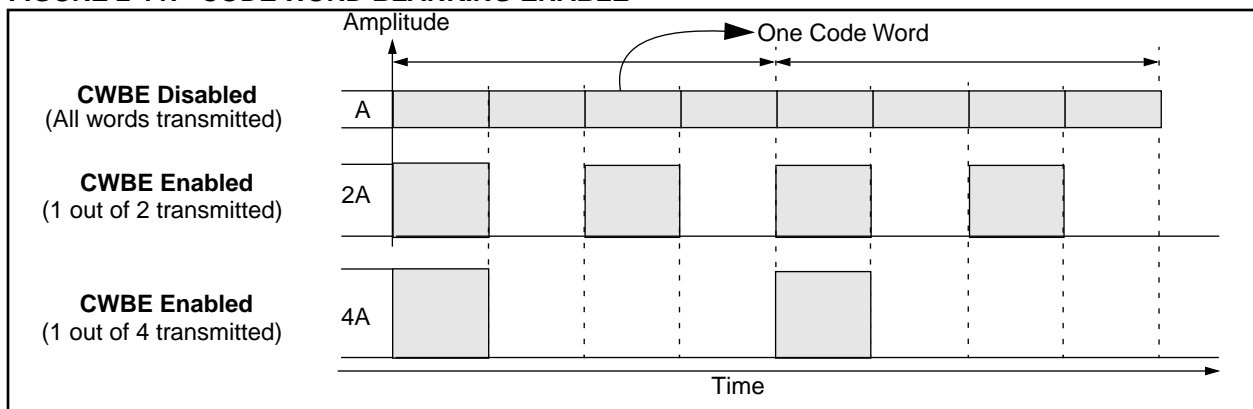 Amplitude
One Code Word
CWBE Disabled
(All words transmitted)
A
CWBE Enabled
(1 out of 2 transmitted)
2A
CWBE Enabled
(1 out of 4 transmitted)
4A
Time